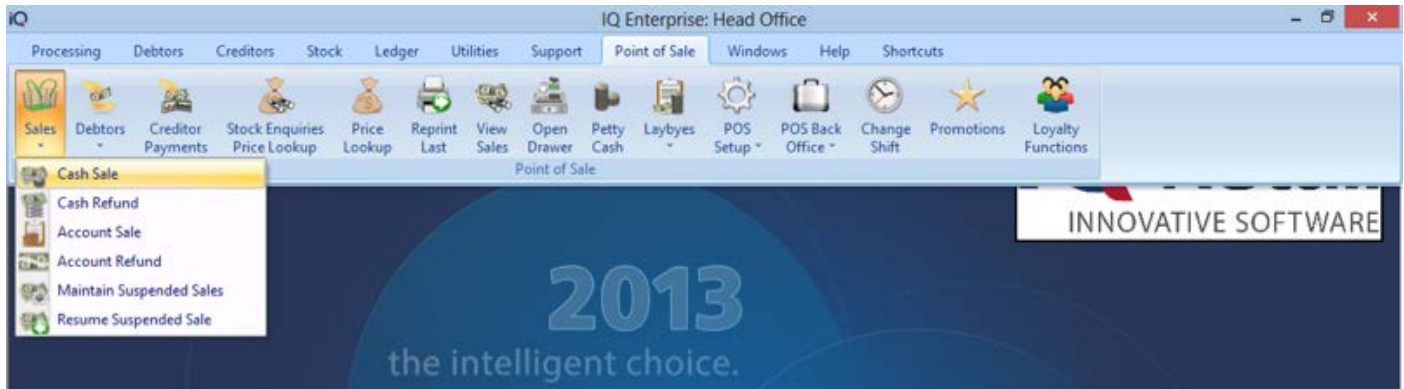 iQ
IQ Enterprise: Head Office
Processing Debtors Creditors Stock Ledger Utilities Support Point of Sale Windows Help Shortcuts
Sales Debtors Creditor Payments Stock Enquiries Price Lookup Price Lookup Reprint Last View Sales Open Drawer Petty Cash Laybyes POS Setup POS Back Office Change Shift Promotions Loyalty Functions
Point of Sale
Cash Sale
Cash Refund
Account Sale
Account Refund
Maintain Suspended Sales
Resume Suspended Sale
INNOVATIVE SOFTWARE
2013
the intelligent choice.